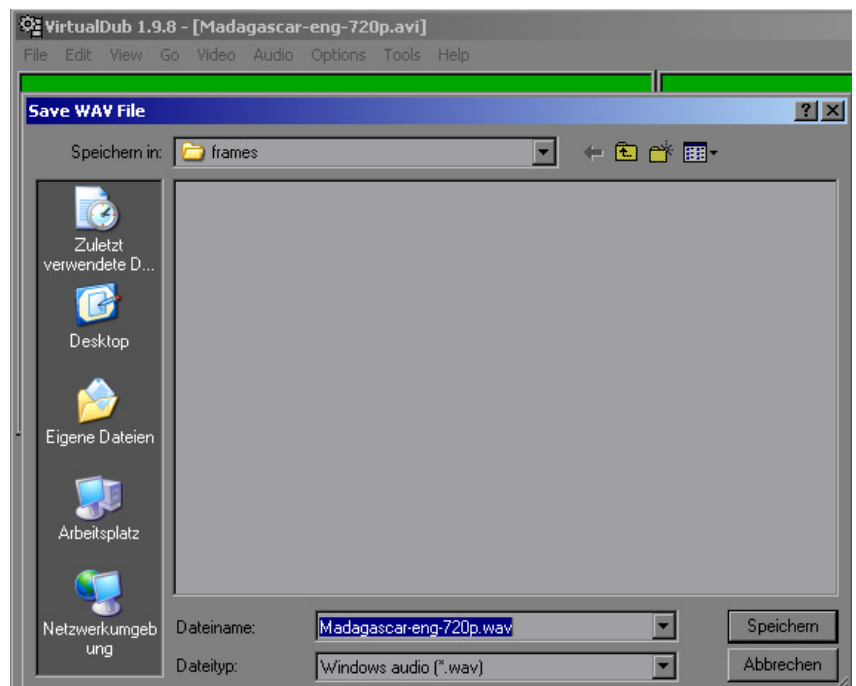 VirtualDub 1.9.8 - [Madagascar-eng-720p.avi]
File Edit View Go Video Audio Options Tools Help
Save WAV File
Speichern in: frames
Zuletzt
verwendete D...
Desktop
Eigene Dateien
Arbeitsplatz
Netzwerkumgeb
ung
Dateiname: Madagascar-eng-720p.wav Speichern
Dateityp: Windows audio (*.wav) Abbrechen